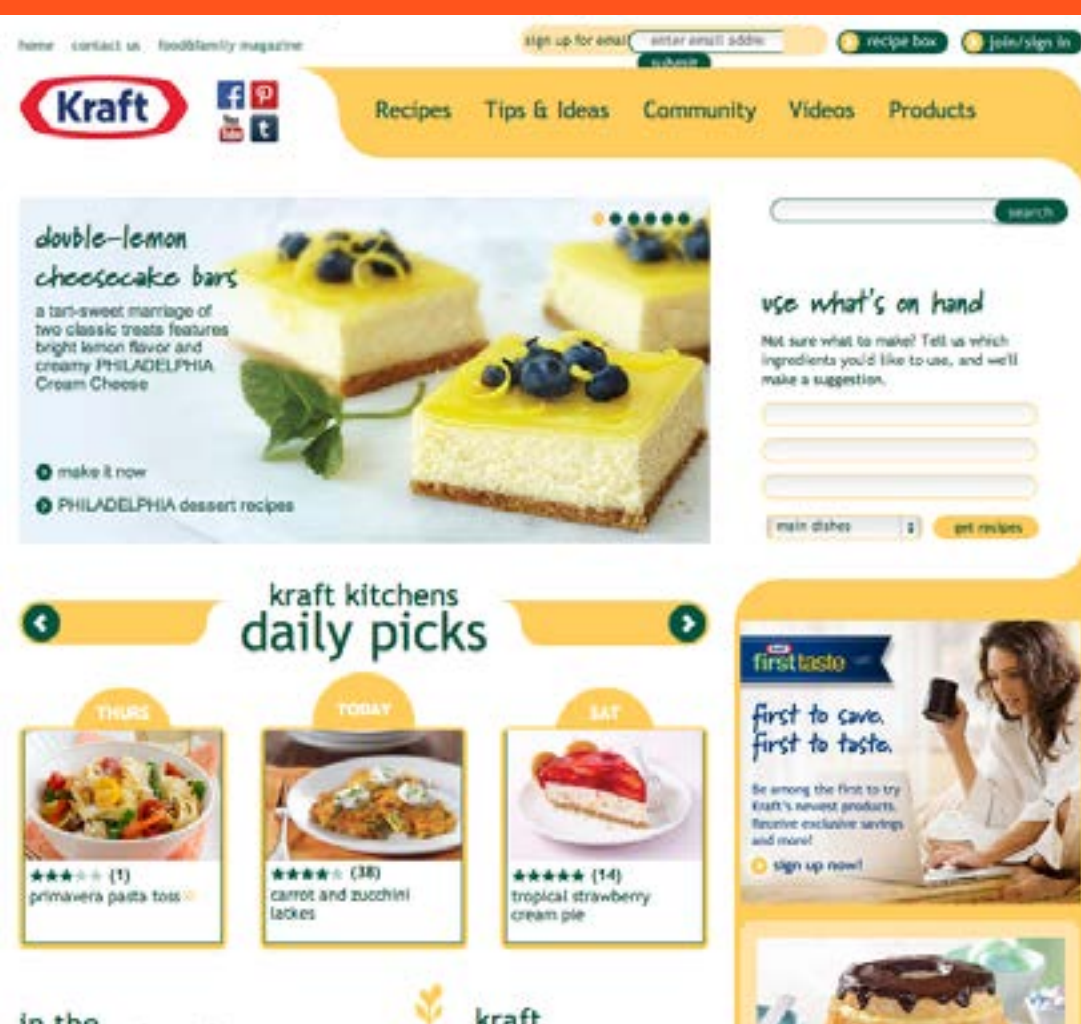 home contact us food&family magazine
sign up for email enter email addre
submit
recipe box
join/sign in
Kraft
You
Tube
Recipes Tips & Ideas Community Videos Products
double-lemon
cheesecake bars
a tart-sweet marriage of
two classic treats features
bright lemon flavor and
creamy PHILADELPHIA
Cream Cheese
make it now
PHILADELPHIA dessert recipes
search
use what's on hand
Not sure what to make? Tell us which
ingredients you'd like to use, and we'll
make a suggestion.
main dishes
get recipes
kraft kitchens
daily picks
THURS
TODAY
SAT
(1)
primavera pasta toss
(38)
carrot and zucchini
latkes
(14)
tropical strawberry
cream pie
first taste
first to save.
first to taste.
Be among the first to try
Kraft's newest products.
Receive exclusive savings
and more!
sign up now!
in the
kraft